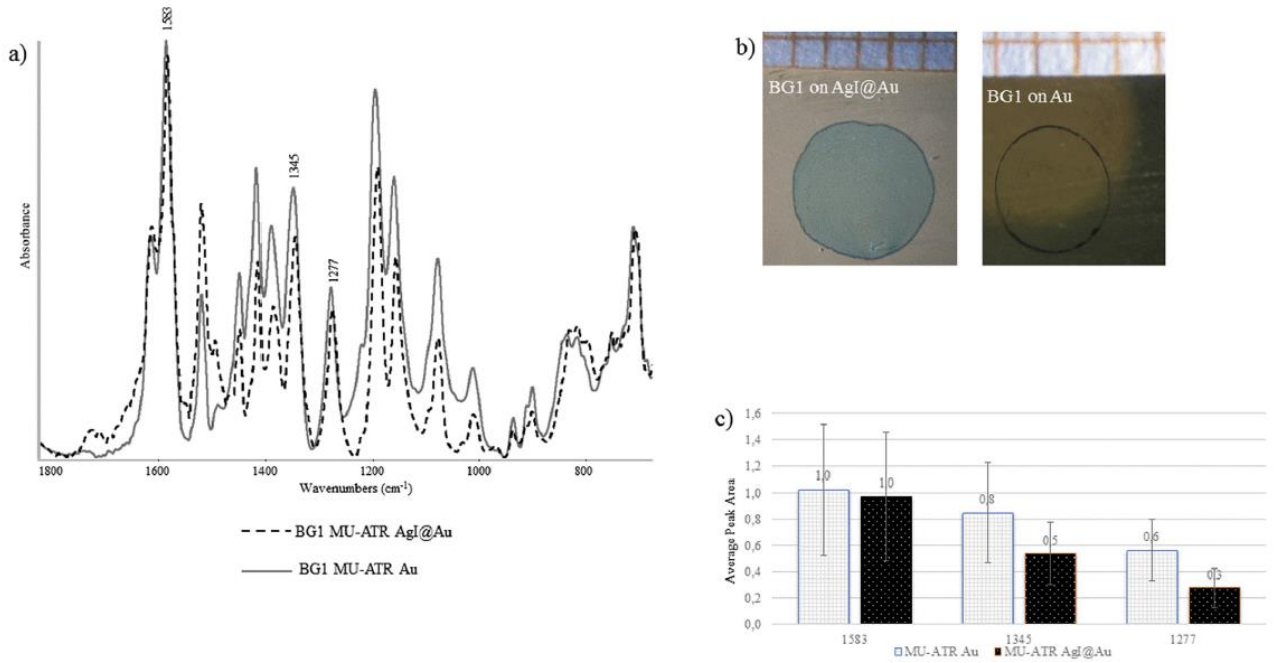 a)
1583
1345
1277
Absorbance
1800 1600 1400 1200 1000 800
Wavenumbers (cm-1)
BG1 MU-ATR AgI@Au
BG1 MU-ATR Au
b)
BG1 on AgI@Au
BG1 on Au
c)
Average Peak Area
1,6
1,4
1,2
1,0
0,8
0,6
0,4
0,2
0,0
1,0
1,0
0,8
0,5
0,6
0,3
1583 1345 1277
MU-ATR Au MU-ATR AgI@Au